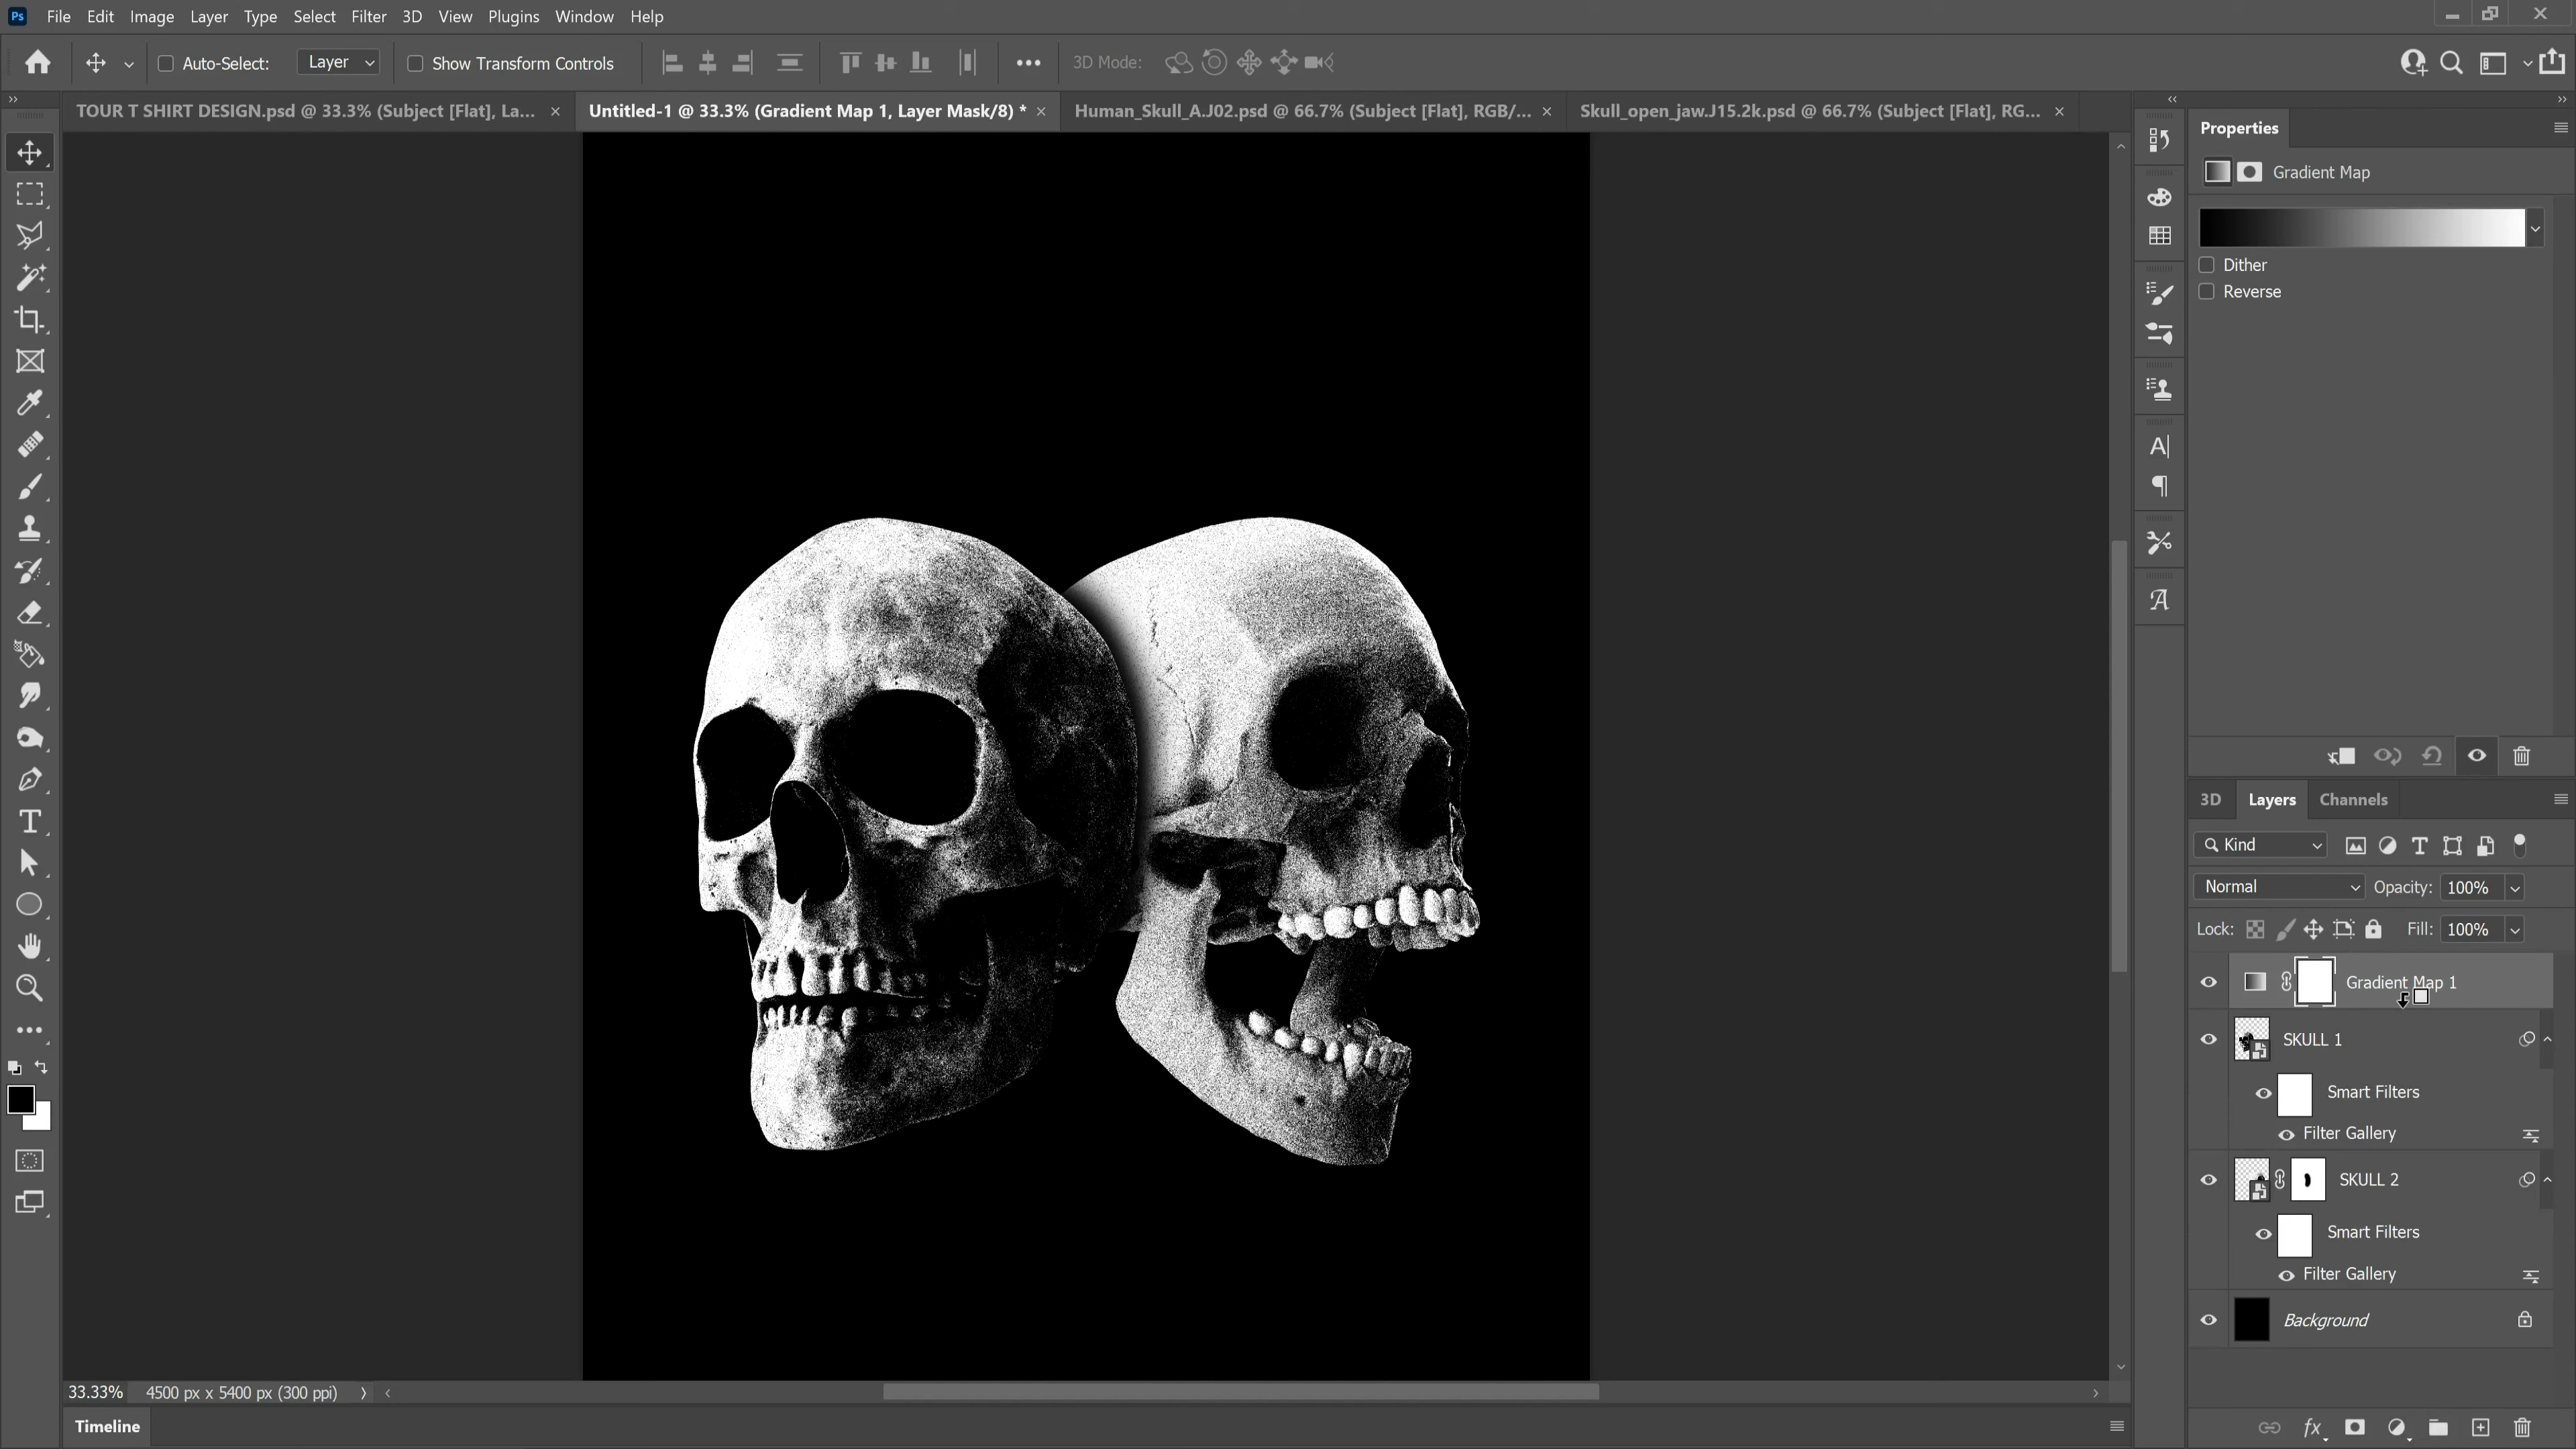 Ps File Edit Image Layer Type Select Filter 3D View Plugins Window Help
Auto-Select: Layer Show Transform Controls 3D Mode:
TOUR T SHIRT DESIGN.psd @ 33.3% (Subject [Flat], La... × Untitled-1 @ 33.3% (Gradient Map 1, Layer Mask/8) * × Human_Skull_A.J02.psd @ 66.7% (Subject [Flat], RGB/... × Skull_open_jaw.J15.2k.psd @ 66.7% (Subject [Flat], RG... ×
Properties
Gradient Map
Dither
Reverse
3D Layers Channels
Kind
Normal Opacity: 100%
Lock: Fill: 100%
Gradient Map 1
SKULL 1
Smart Filters
Filter Gallery
SKULL 2
Smart Filters
Filter Gallery
Background
33.33% 4500 px x 5400 px (300 ppi)
Timeline